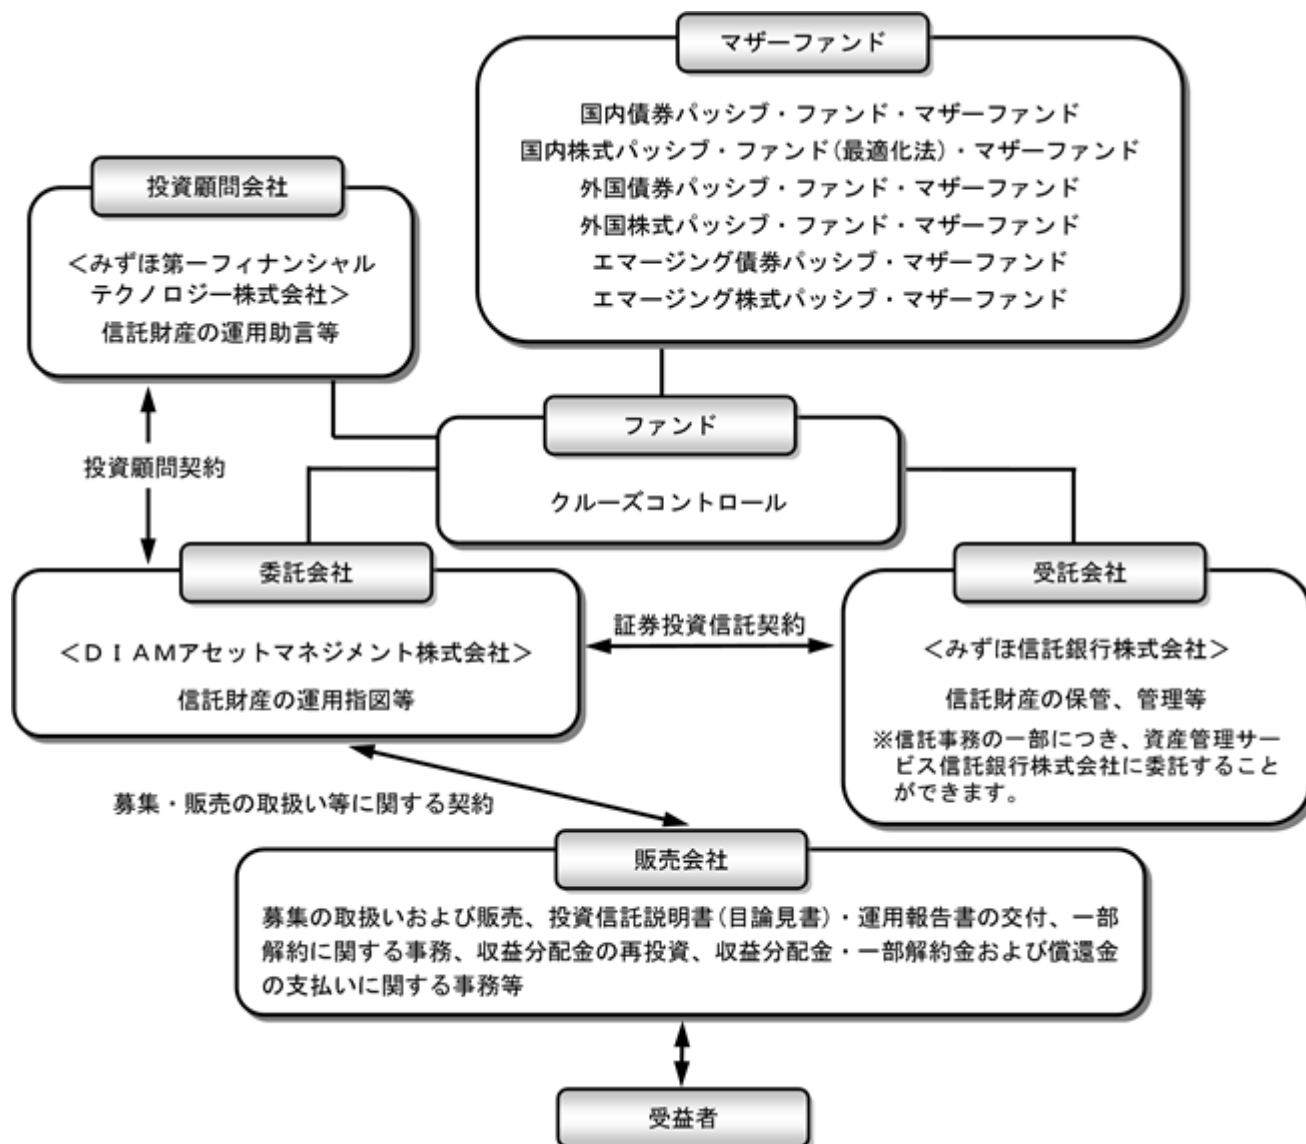 マザーファンド
国内債券パッシブ・ファンド・マザーファンド
国内株式パッシブ・ファンド(最適化法)・マザーファンド
外国債券パッシブ・ファンド・マザーファンド
外国株式パッシブ・ファンド・マザーファンド
エマージング債券パッシブ・マザーファンド
エマージング株式パッシブ・マザーファンド
投資顧問会社
＜みずほ第一フィナンシャル
テクノロジー株式会社＞
信託財産の運用助言等
投資顧問契約
ファンド
クルーズコントロール
委託会社
＜ＤＩＡＭアセットマネジメント株式会社＞
信託財産の運用指図等
証券投資信託契約
受託会社
＜みずほ信託銀行株式会社＞
信託財産の保管、管理等
※信託事務の一部につき、資産管理サー
ビス信託銀行株式会社に委託すること
ができます。
募集・販売の取扱い等に関する契約
販売会社
募集の取扱いおよび販売、投資信託説明書(目論見書)・運用報告書の交付、一部
解約に関する事務、収益分配金の再投資、収益分配金・一部解約金および償還金
の支払いに関する事務等
受益者